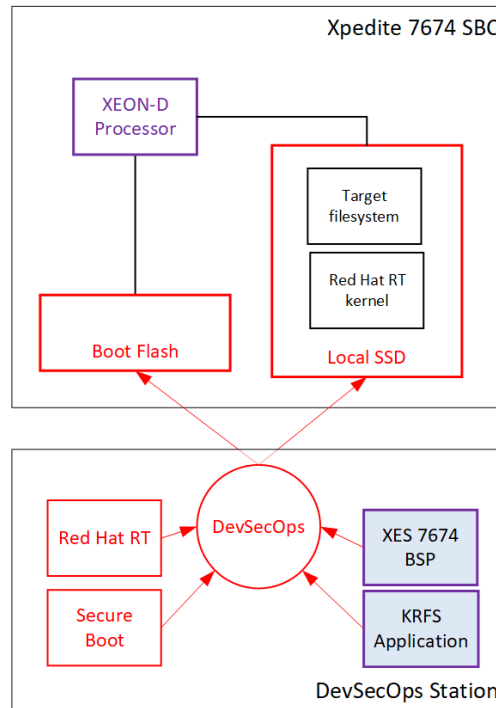 Xpedite 7674 SBC
XEON-D
Processor
Target
filesystem
Red Hat RT
kernel
Boot Flash
Local SSD
Red Hat RT
DevSecOps
XES 7674
BSP
Secure
Boot
KRFS
Application
DevSecOps Station